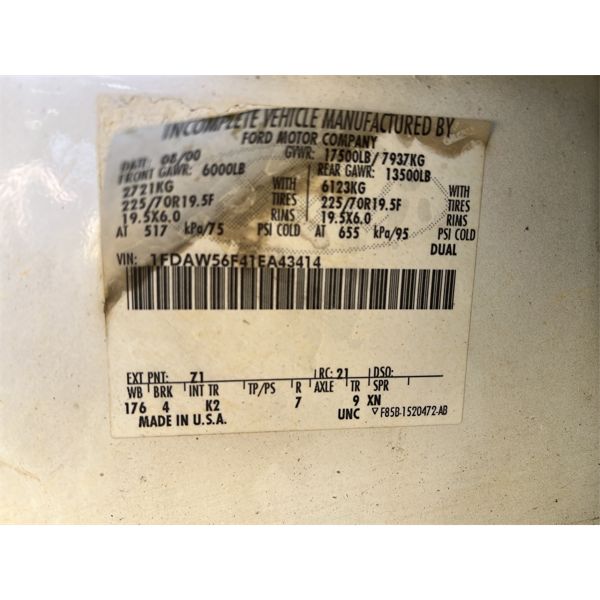 INCOMPLETE VEHICLE MANUFACTURED BY
FORD MOTOR COMPANY
DATE: 08/00 GVWR: 17500LB/7937KG
FRONT GAWR: 6000LB REAR GAWR: 13500LB
2721KG WITH 6123KG WITH
225/70R19.5F TIRES 225/70R19.5F TIRES
19.5X6.0 RIMS 19.5X6.0 RIMS
AT 517 kPa/75 PSI COLD AT 655 kPa/95 PSI COLD
DUAL
VIN: 1FDAW56F41EA43414
EXT PNT: Z1 RC: 21 DSO:
WB BRK INT TR TP/PS R AXLE TR SPR
176 4 K2 7 9 XN
MADE IN U.S.A. UNC ▽ F85B-1520472-AB